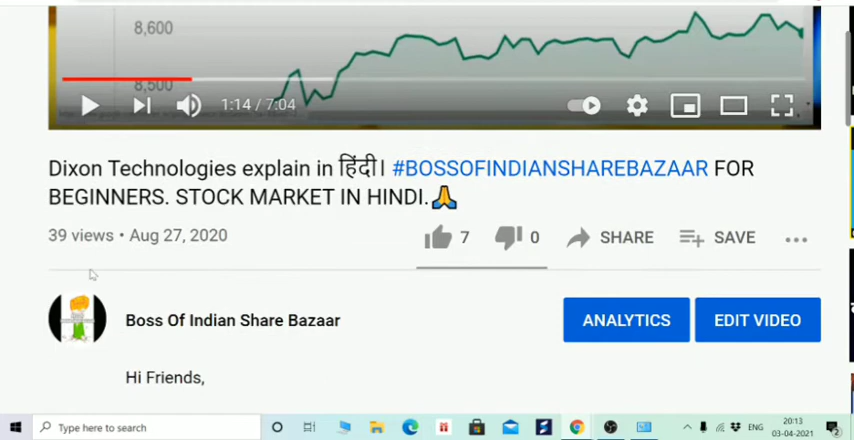 8,600
8,500
1:14 / 7:04
Dixon Technologies explain in हिंदी। #BOSSOFINDIANSHAREBAZAAR FOR
BEGINNERS. STOCK MARKET IN HINDI.🙏
39 views • Aug 27, 2020
7 0 SHARE SAVE
Boss Of Indian Share Bazaar
ANALYTICS EDIT VIDEO
Hi Friends,
Type here to search
ENG
20:13
03-04-2021
2